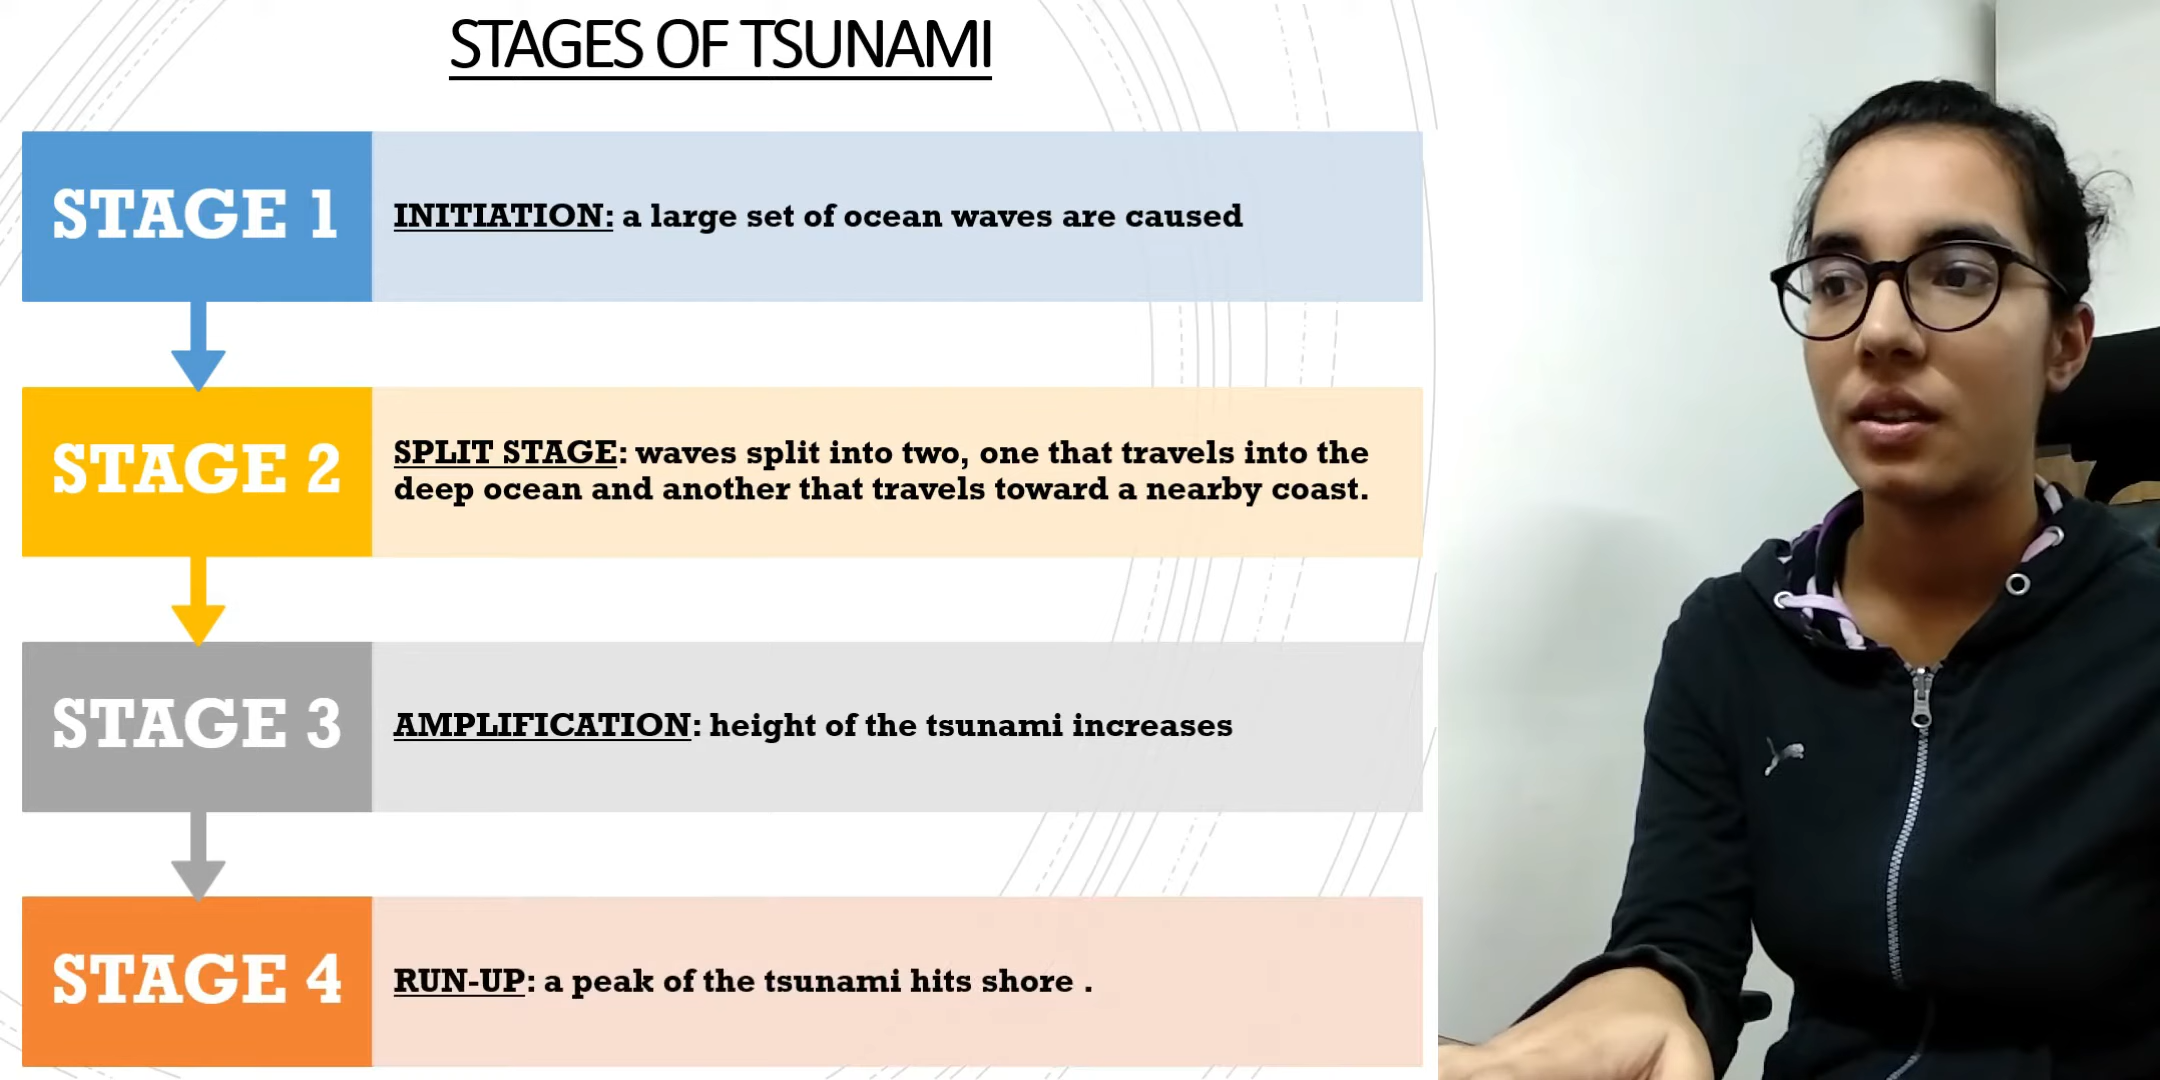 STAGES OF TSUNAMI
STAGE 1
INITIATION: a large set of ocean waves are caused
STAGE 2
SPLIT STAGE: waves split into two, one that travels into the
deep ocean and another that travels toward a nearby coast.
STAGE 3
AMPLIFICATION: height of the tsunami increases
STAGE 4
RUN-UP: a peak of the tsunami hits shore .